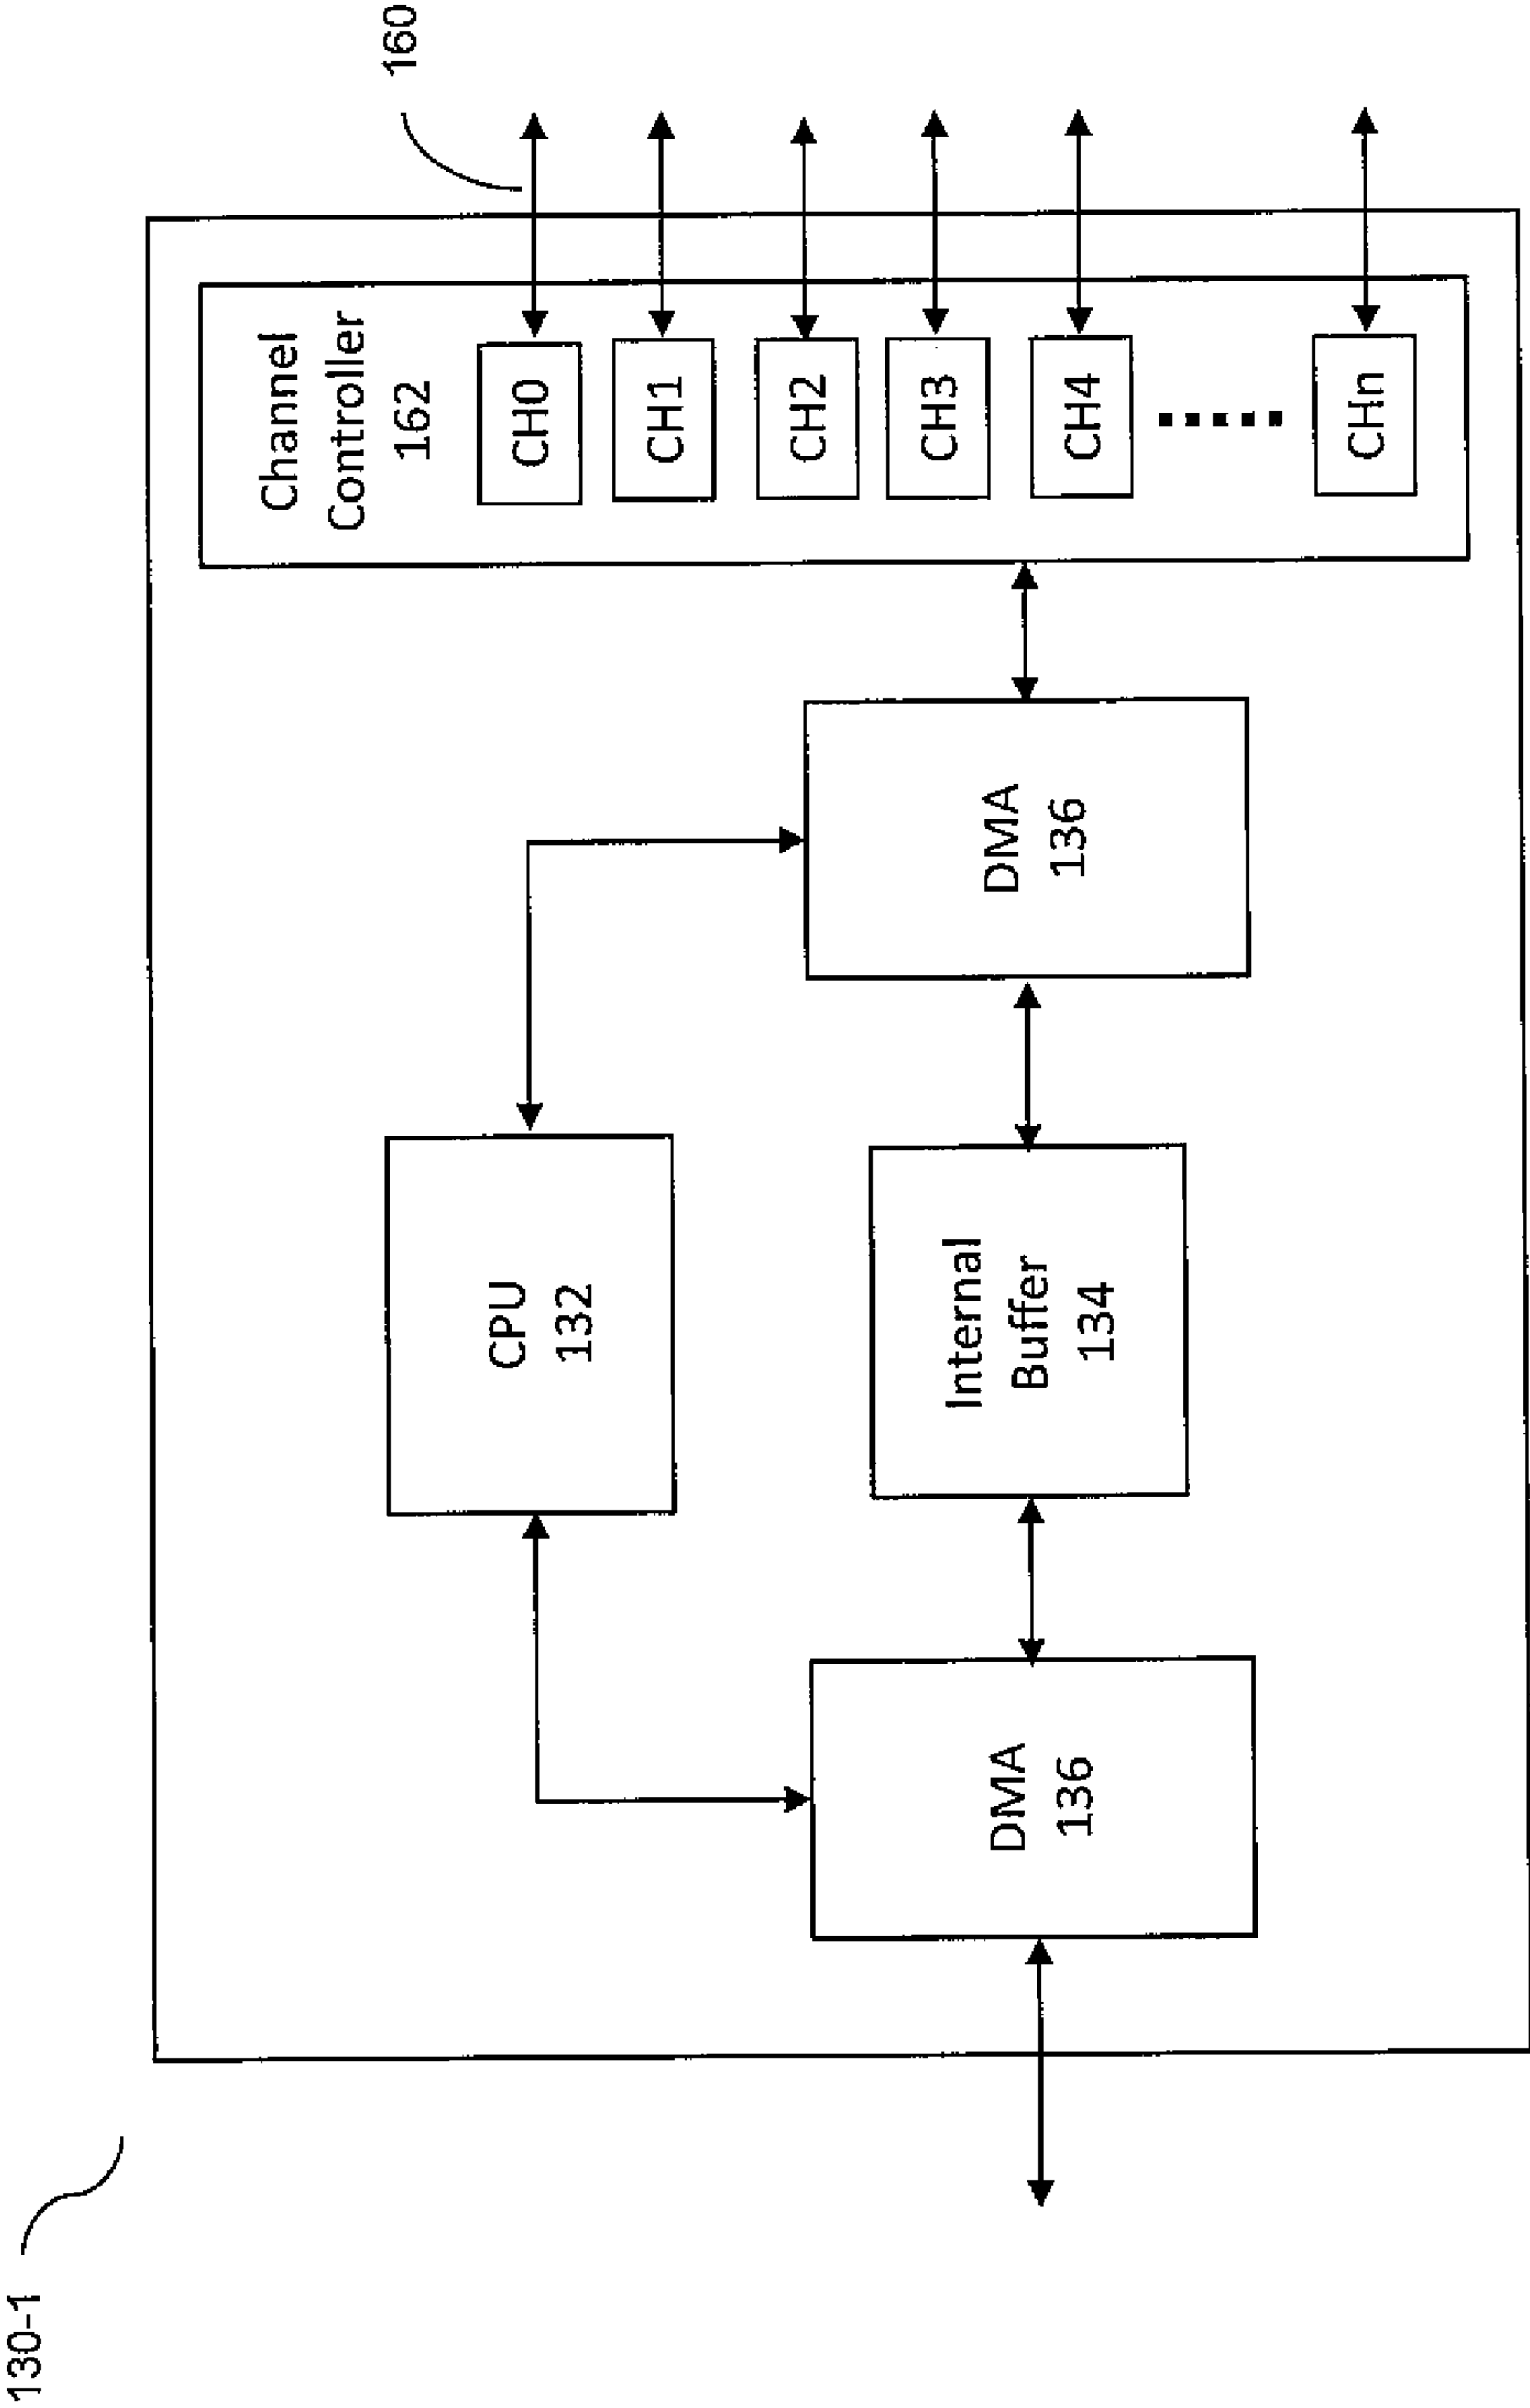 130-1
160
Channel
Controller
162
CH0
CH1
CH2
CH3
CH4
CHn
CPU
132
DMA
136
Internal
Buffer
134
DMA
136